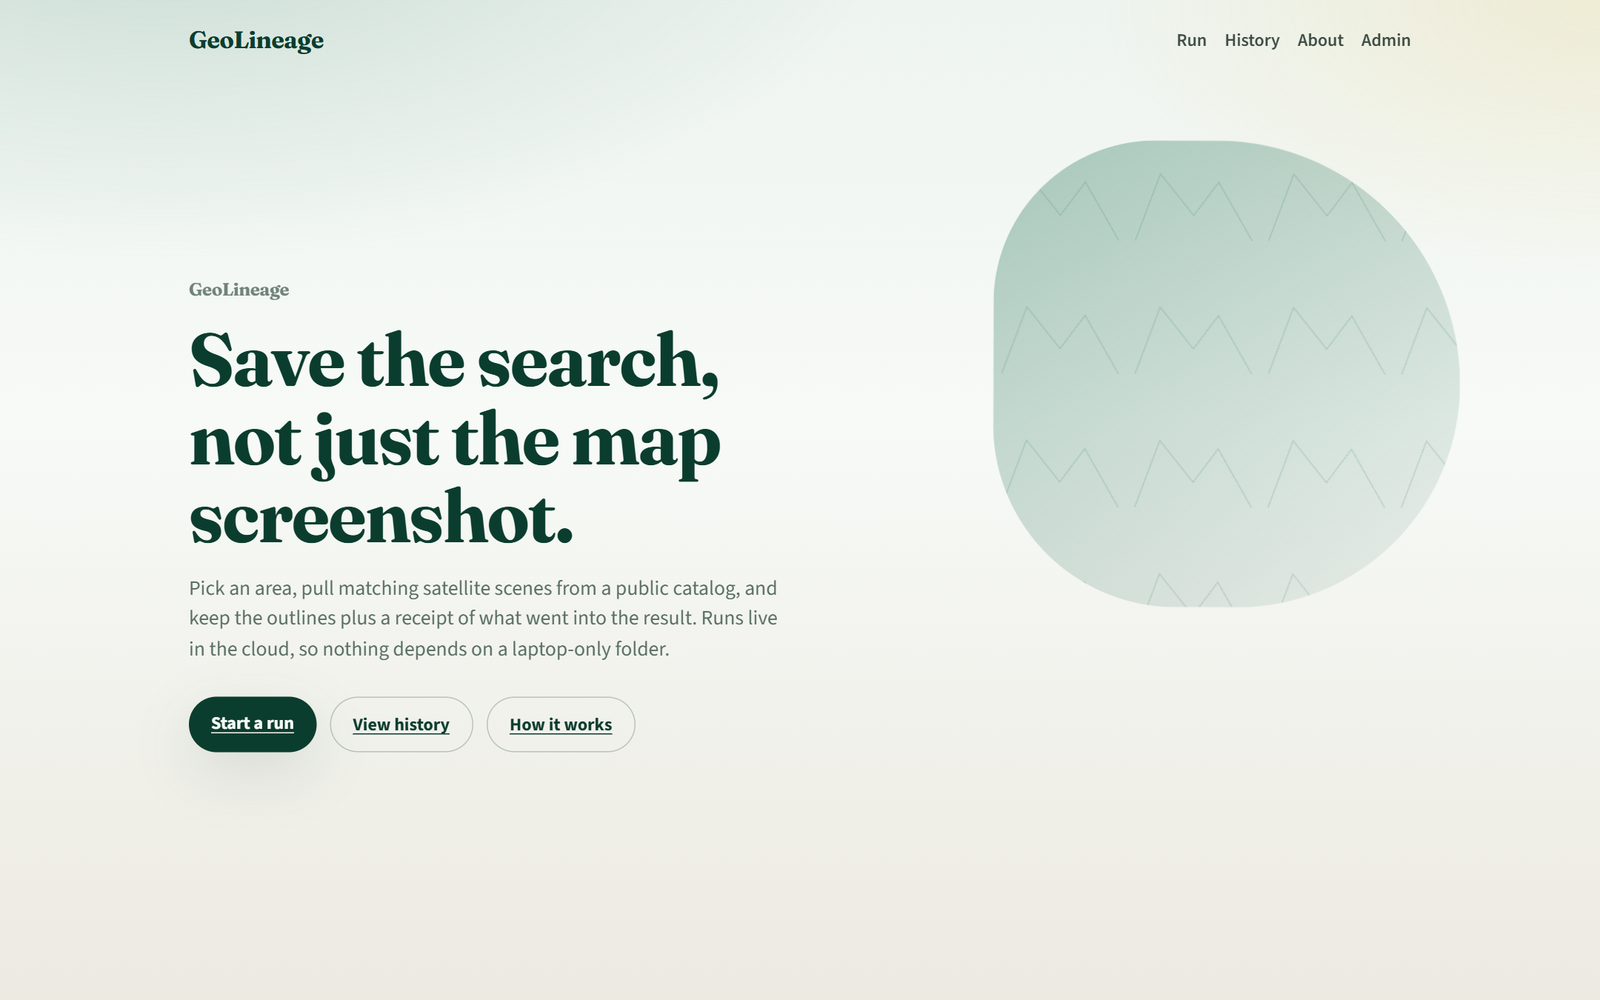 GeoLineage
Run History About Admin
GeoLineage
Save the search,
not just the map
screenshot.
Pick an area, pull matching satellite scenes from a public catalog, and
keep the outlines plus a receipt of what went into the result. Runs live
in the cloud, so nothing depends on a laptop-only folder.
Start a run View history How it works